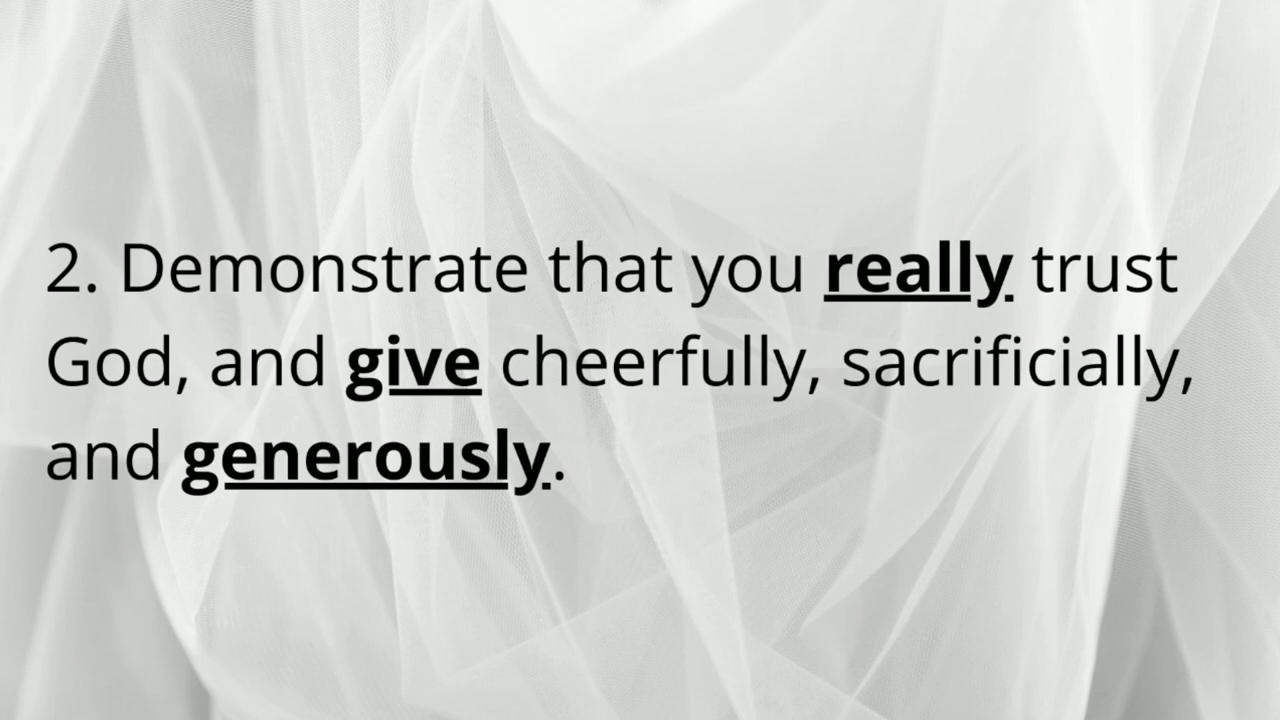 2. Demonstrate that you really trust
God, and give cheerfully, sacrificially,
and generously.